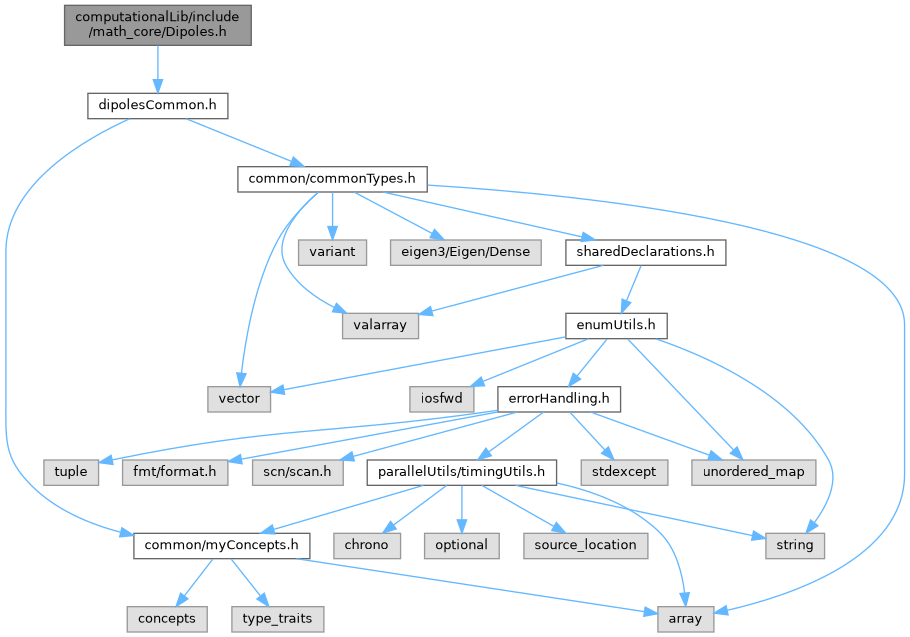 computationalLib/include
/math_core/Dipoles.h
dipolesCommon.h
common/commonTypes.h
variant
eigen3/Eigen/Dense
sharedDeclarations.h
valarray
enumUtils.h
vector
iosfwd
errorHandling.h
tuple
fmt/format.h
scn/scan.h
parallelUtils/timingUtils.h
stdexcept
unordered_map
common/myConcepts.h
chrono
optional
source_location
string
concepts
type_traits
array